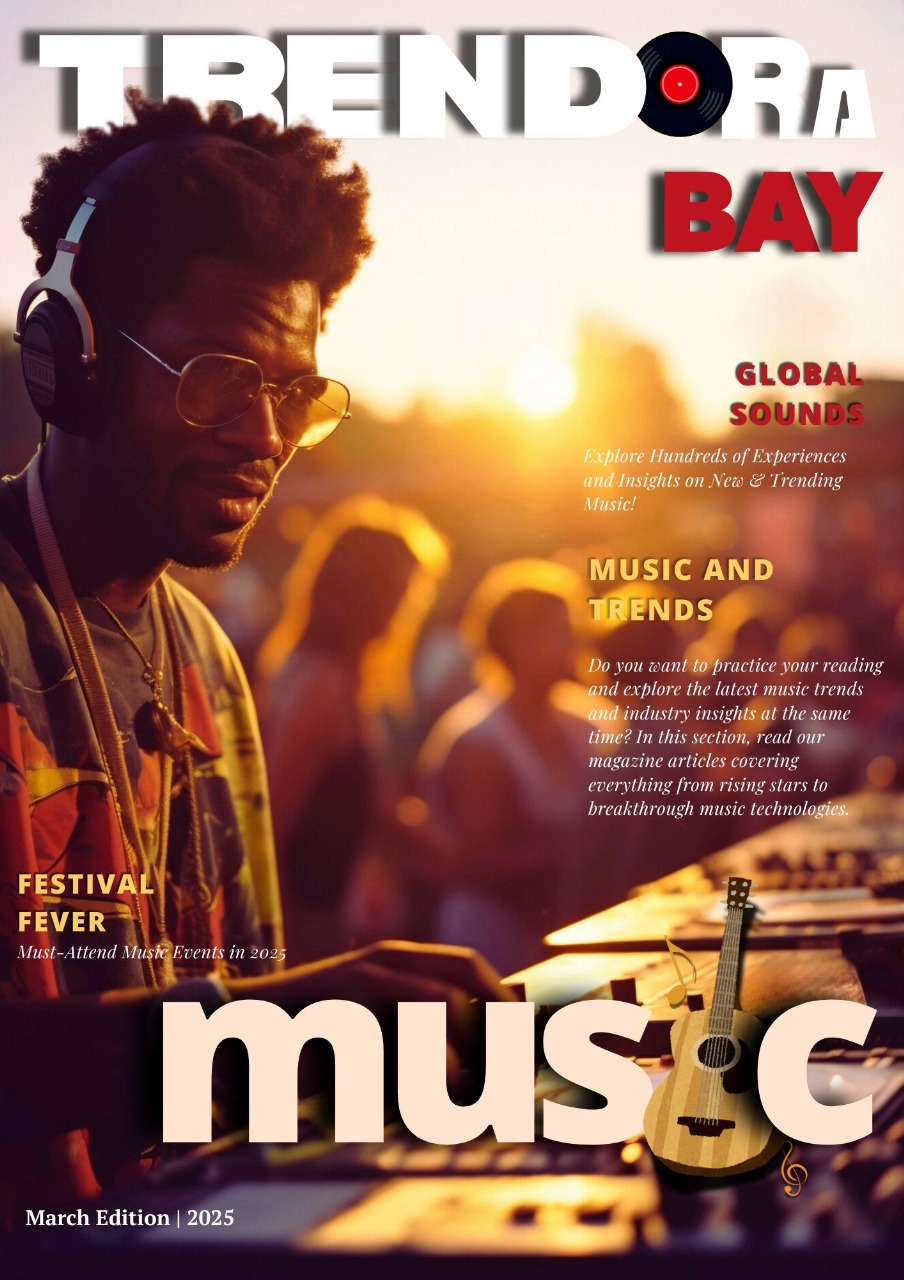 TRENDORA
BAY
GLOBAL
SOUNDS
Explore Hundreds of Experiences
and Insights on New & Trending
Music!
MUSIC AND
TRENDS
Do you want to practice your reading
and explore the latest music trends
and industry insights at the same
time? In this section, read our
magazine articles covering
everything from rising stars to
breakthrough music technologies.
FESTIVAL
FEVER
Must-Attend Music Events in 2025
music
March Edition | 2025